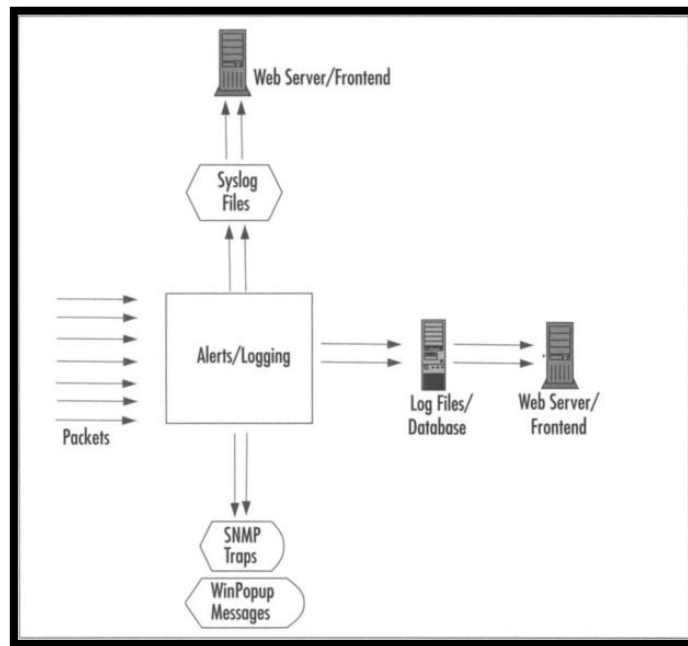 Web Server/Frontend
Syslog
Files
Alerts/Logging
Packets
Log Files/
Database
Web Server/
Frontend
SNMP
Traps
WinPopup
Messages